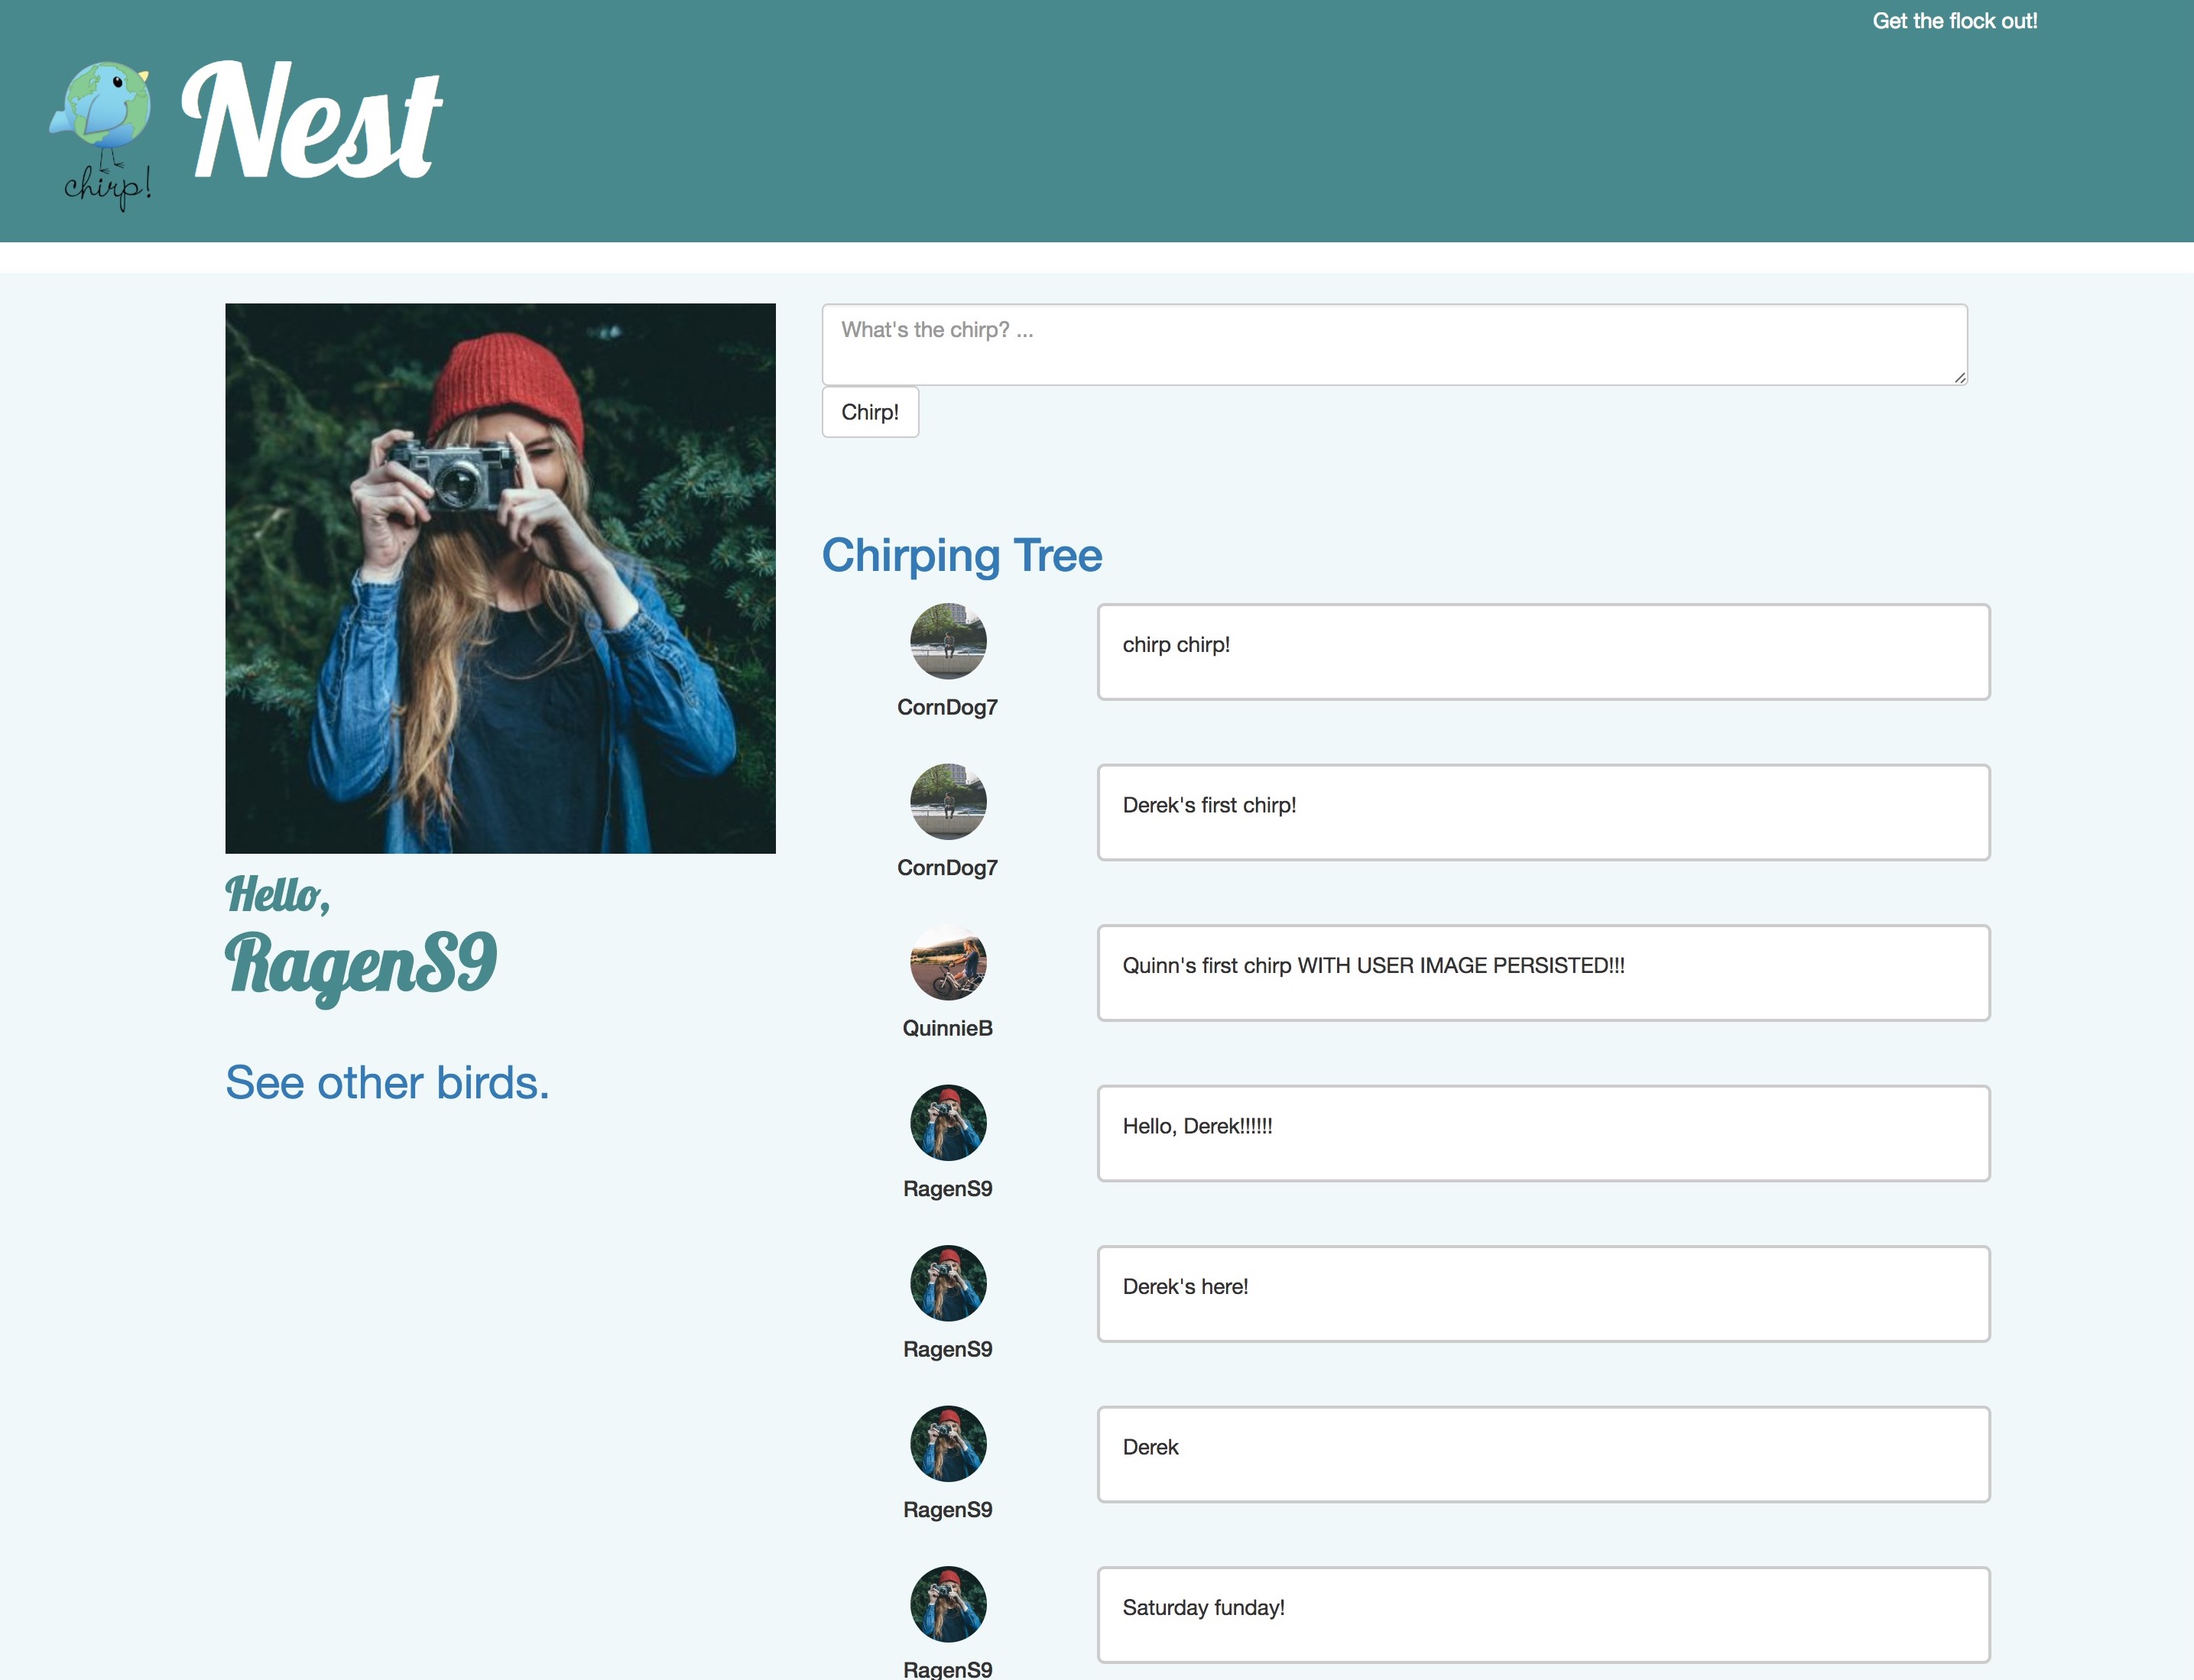 Get the flock out!
Nest
chirp!
What's the chirp? ...
Chirp!
Hello,
RagenS9
See other birds.
Chirping Tree
chirp chirp!
CornDog7
Derek's first chirp!
CornDog7
Quinn's first chirp WITH USER IMAGE PERSISTED!!!
QuinnieB
Hello, Derek!!!!!!
RagenS9
Derek's here!
RagenS9
Derek
RagenS9
Saturday funday!
RagenS9